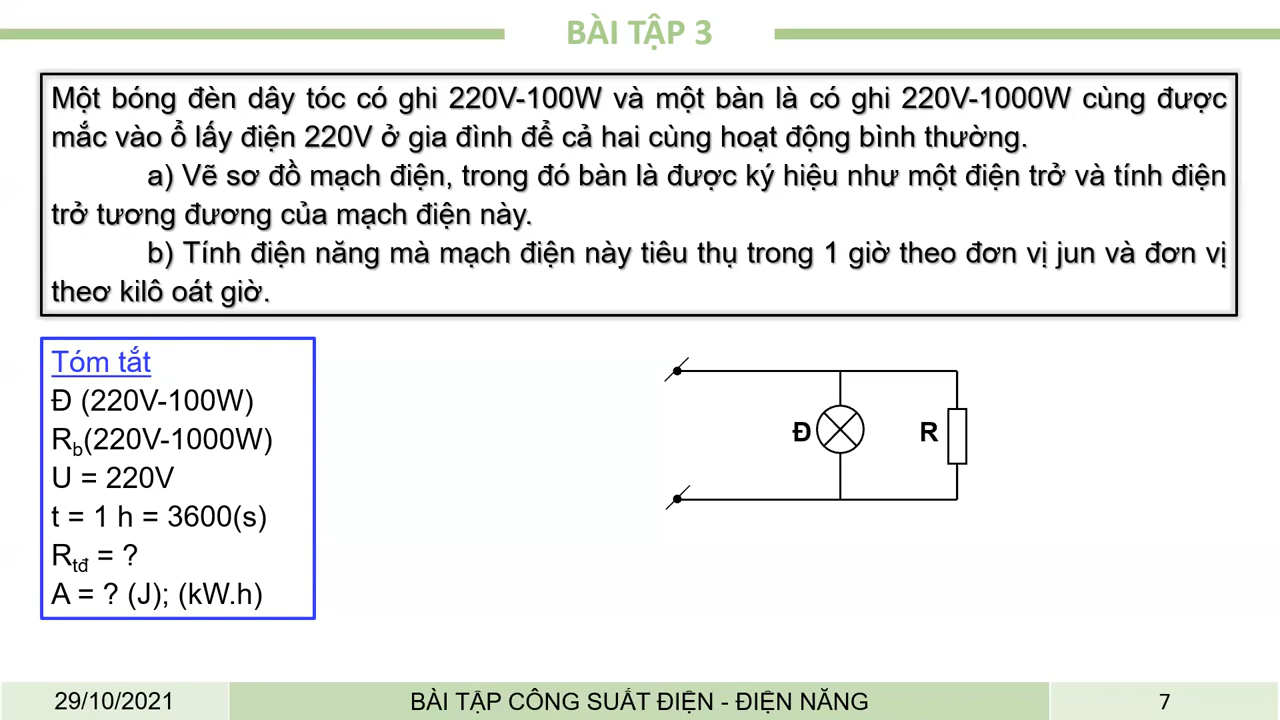 BÀI TẬP 3
Một bóng đèn dây tóc có ghi 220V-100W và một bàn là có ghi 220V-1000W cùng được
mắc vào ổ lấy điện 220V ở gia đình để cả hai cùng hoạt động bình thường.
a) Vẽ sơ đồ mạch điện, trong đó bàn là được ký hiệu như một điện trở và tính điện
trở tương đương của mạch điện này.
b) Tính điện năng mà mạch điện này tiêu thụ trong 1 giờ theo đơn vị jun và đơn vị
theơ kilô oát giờ.
Tóm tắt
Đ (220V-100W)
R_b(220V-1000W)
U = 220V
t = 1 h = 3600(s)
R_tđ = ?
A = ? (J); (kW.h)
Đ
R
29/10/2021
BÀI TẬP CÔNG SUẤT ĐIỆN - ĐIỆN NĂNG
7